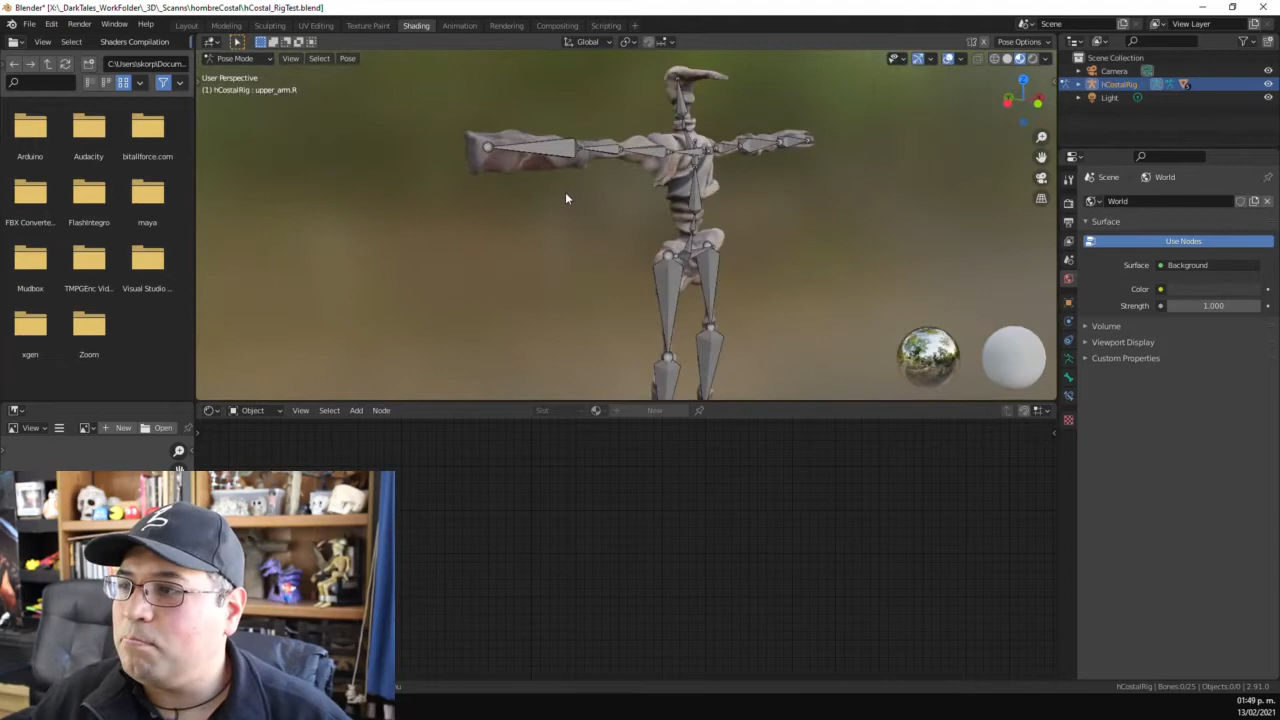 Blender* [X:\_DarkTales_WorkFolder\_3D\_Scanns\hombreCostal\hCostal_RigTest.blend]
File Edit Render Window Help Layout Modeling Sculpting UV Editing Texture Paint Shading Animation Rendering Compositing Scripting Scene View Layer
View Select Shaders Compilation Global Pose Options
C:\Users\skorp\Docum... Pose Mode View Select Pose Scene Collection
User Perspective
(1) hCostalRig : upper_arm.R
Camera
hCostalRig
Light
Arduino Audacity bitallforce.com
FBX Converte... FlashIntegro maya
Mudbox TMPGEnc Vid... Visual Studio ...
xgen Zoom
Scene World
World
Surface
Use Nodes
Surface Background
Color
Strength 1.000
Volume
Viewport Display
Custom Properties
Object View Select Add Node Slot New
View New Open
hCostalRig | Bones:0/25 | Objects:0/0 | 2.91.0
01:49 p. m.
13/02/2021